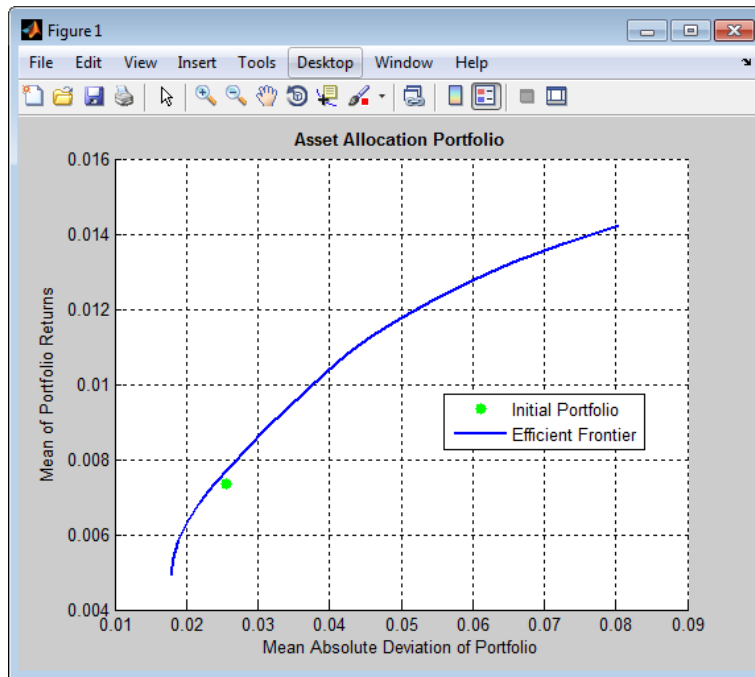 Figure 1
File Edit View Insert Tools Desktop Window Help
Asset Allocation Portfolio
0.016
0.014
0.012
0.01
0.008
0.006
0.004
Mean of Portfolio Returns
Initial Portfolio
Efficient Frontier
0.01 0.02 0.03 0.04 0.05 0.06 0.07 0.08 0.09
Mean Absolute Deviation of Portfolio